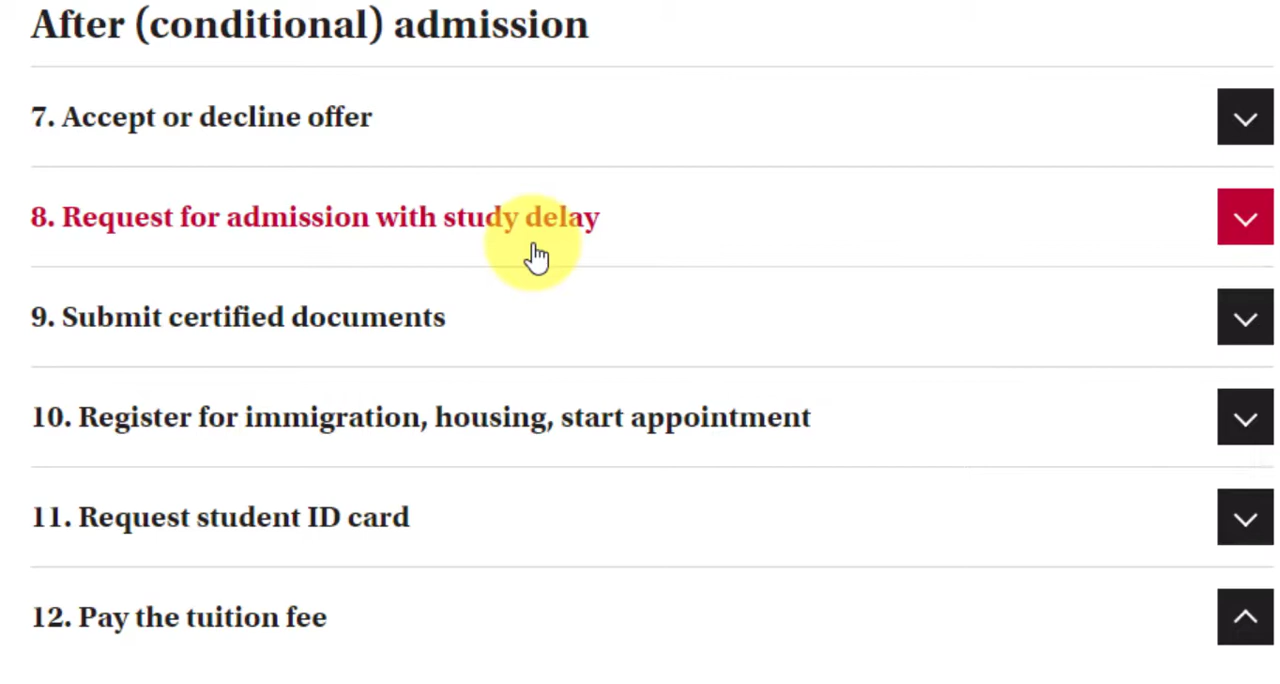 After (conditional) admission
7. Accept or decline offer
8. Request for admission with study delay
9. Submit certified documents
10. Register for immigration, housing, start appointment
11. Request student ID card
12. Pay the tuition fee